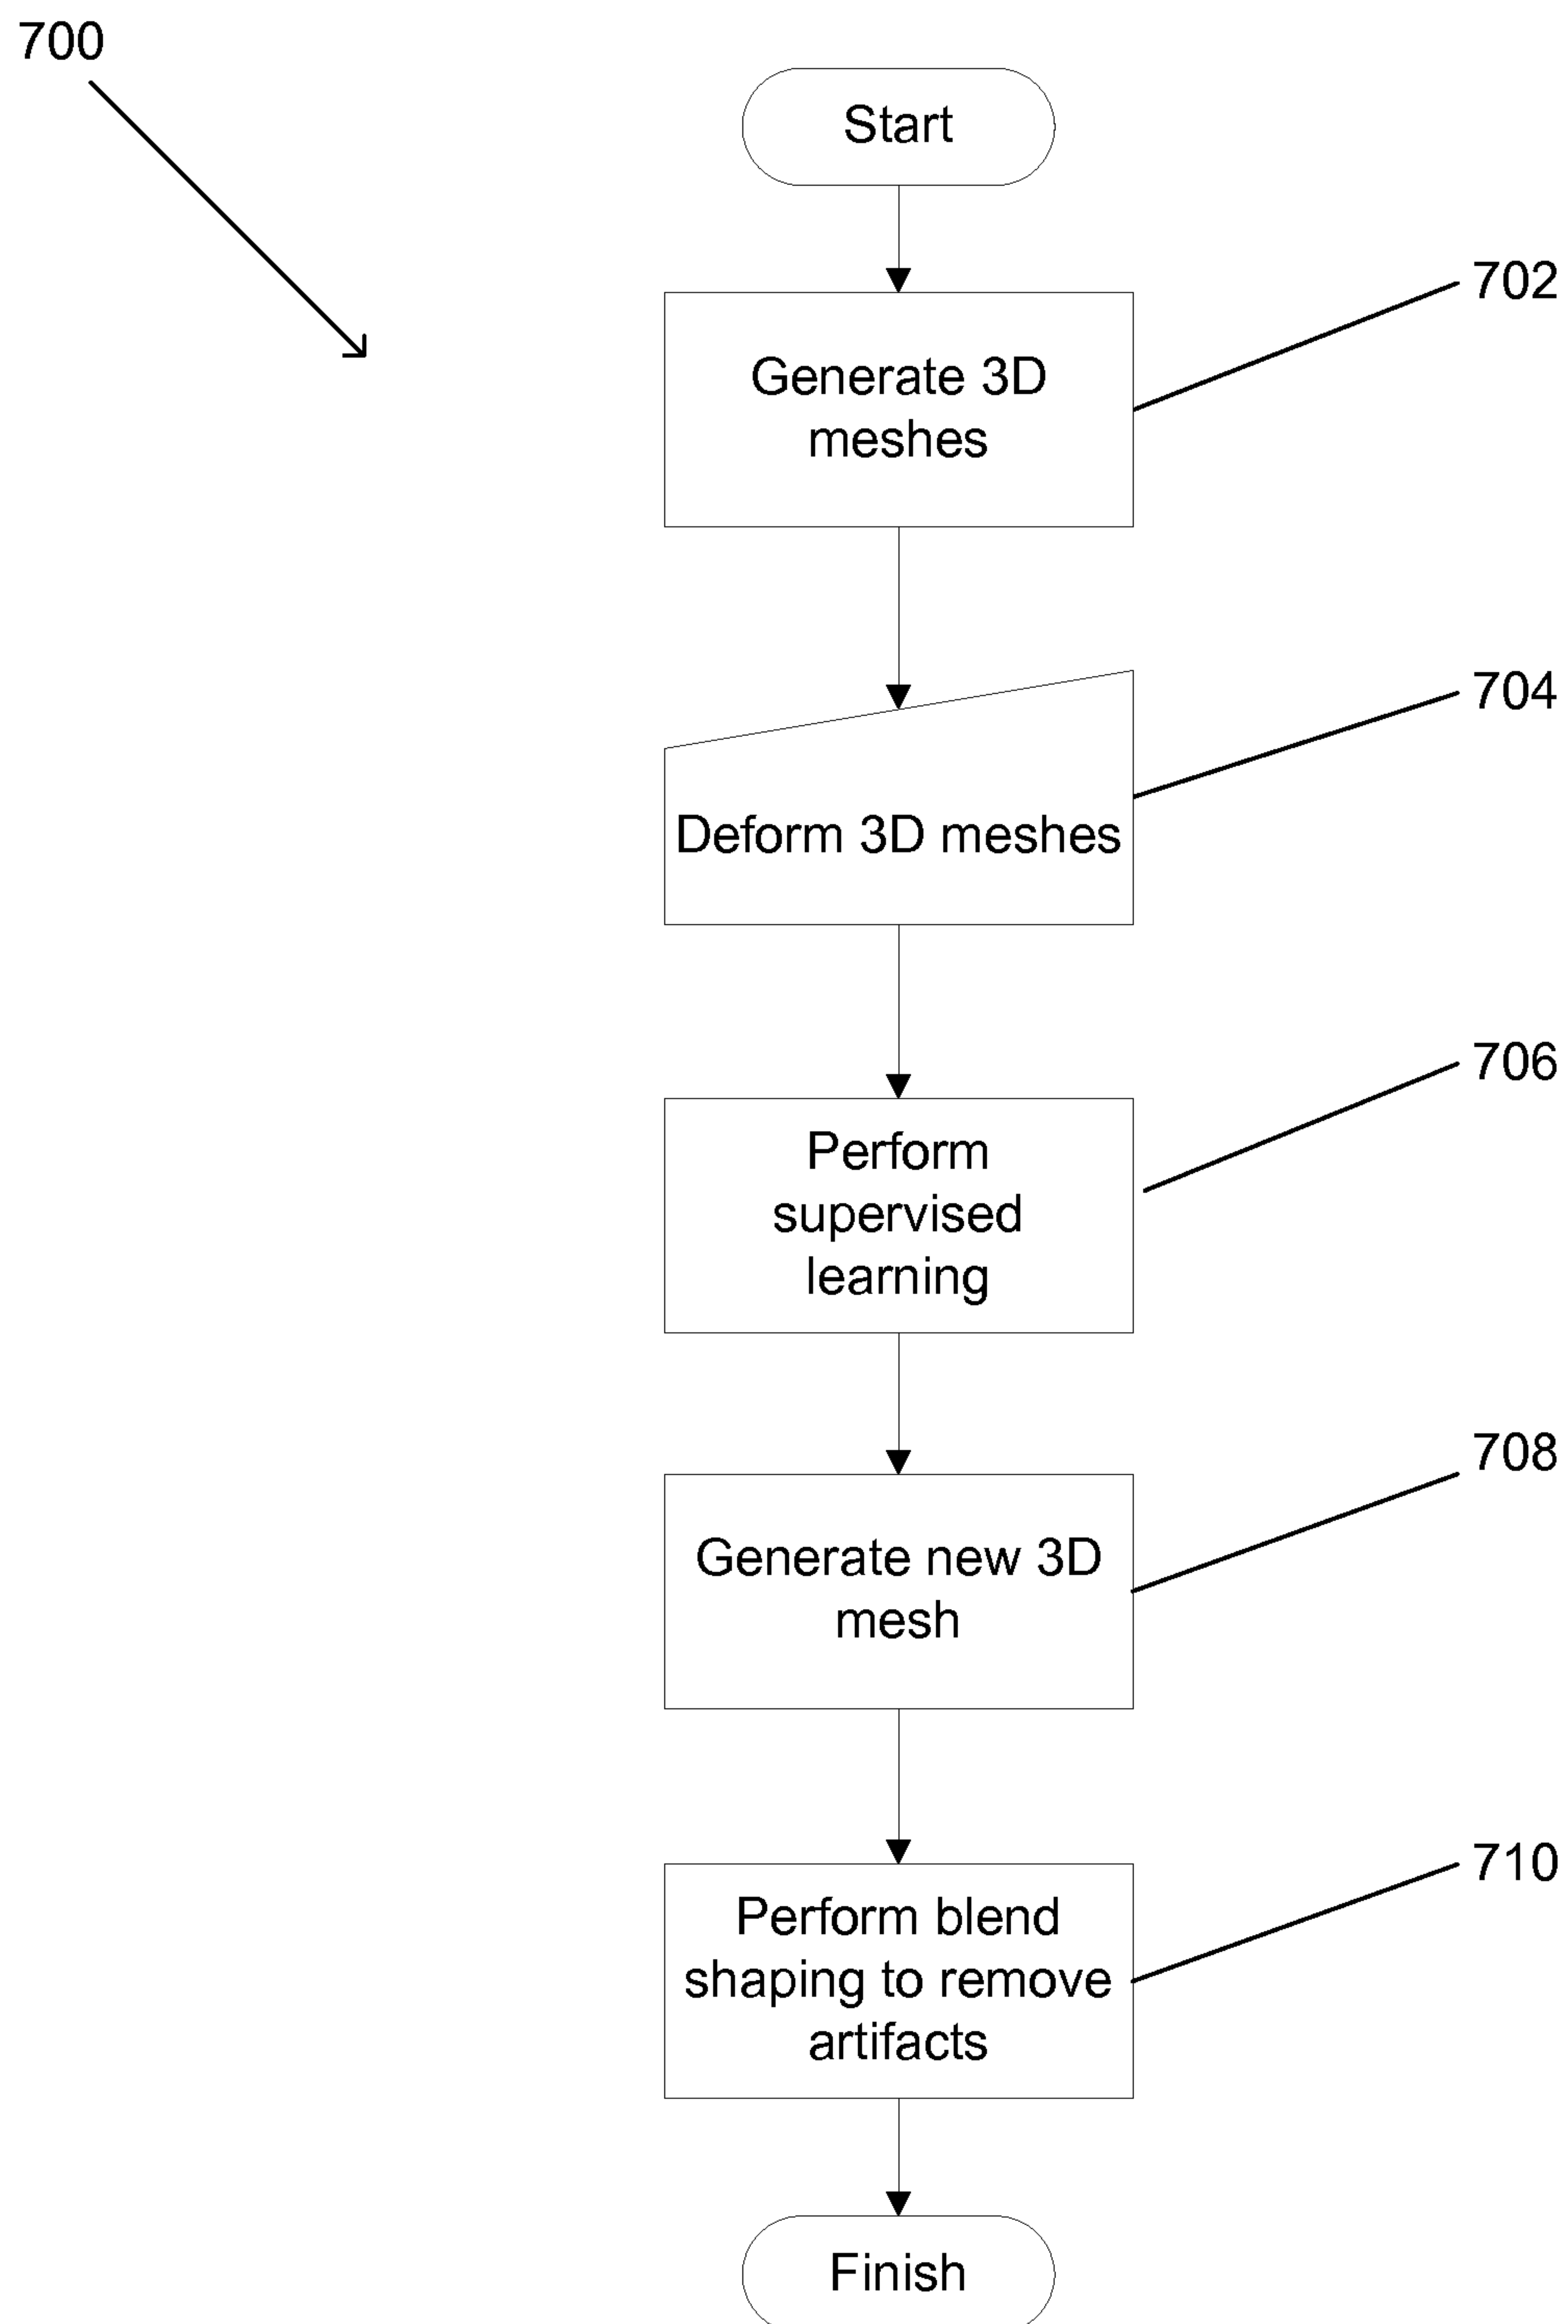 700
Start
702
Generate 3D
meshes
704
Deform 3D meshes
706
Perform
supervised
learning
708
Generate new 3D
mesh
710
Perform blend
shaping to remove
artifacts
Finish